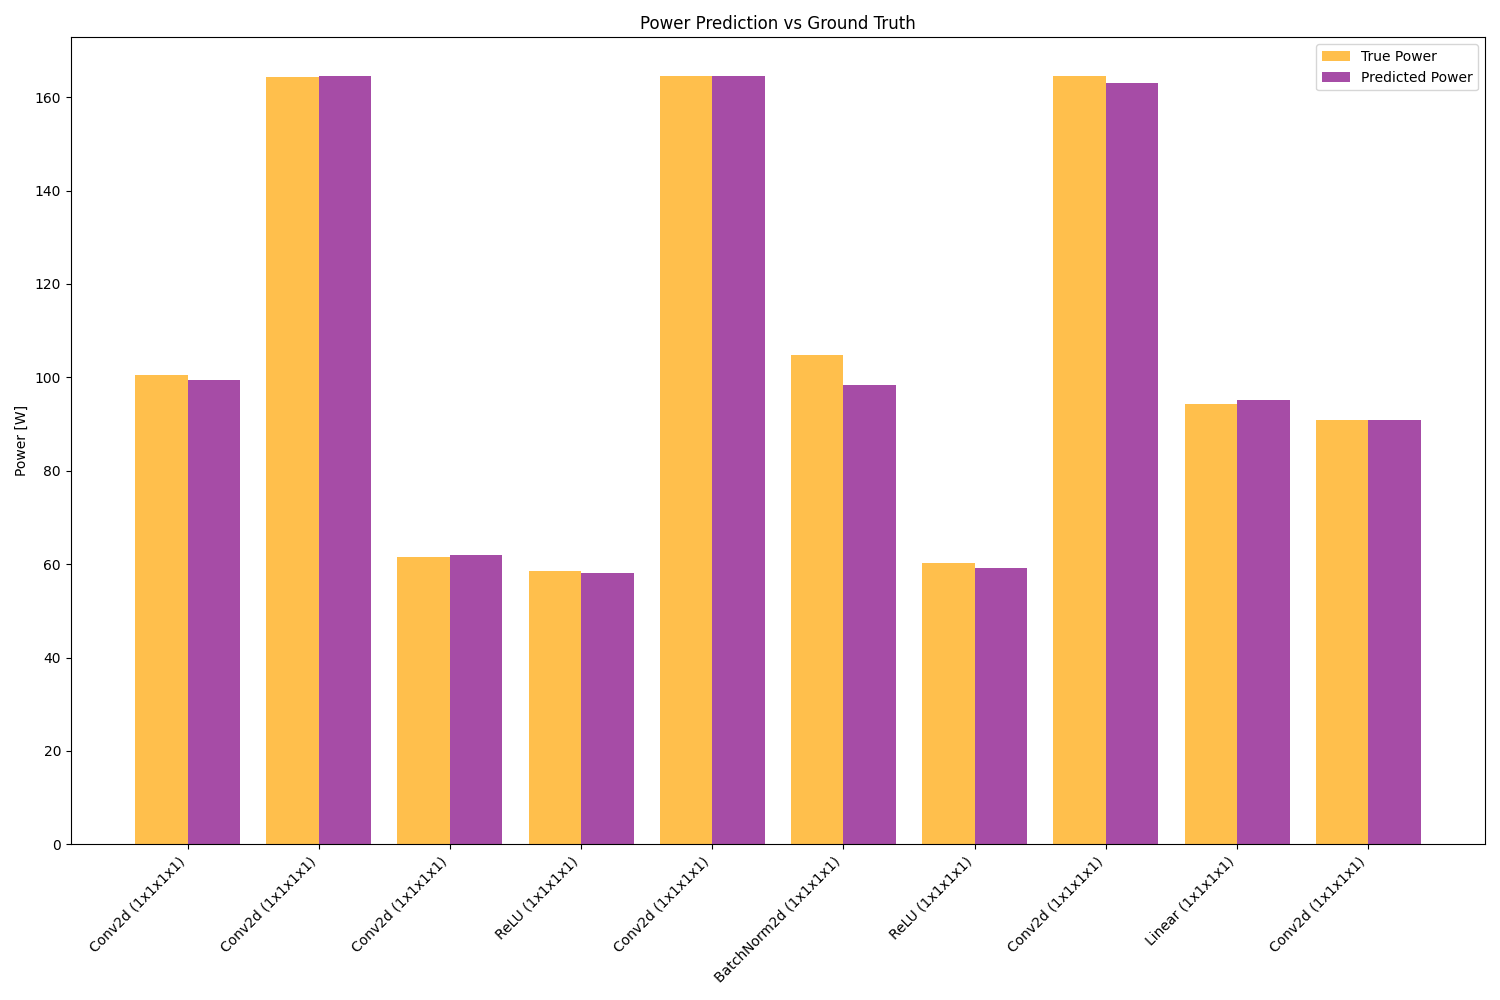 Power Prediction vs Ground Truth
True Power
Predicted Power
Power [W]
160
140
120
100
80
60
40
20
0
Conv2d (1x1x1x1)
Conv2d (1x1x1x1)
Conv2d (1x1x1x1)
ReLU (1x1x1x1)
Conv2d (1x1x1x1)
BatchNorm2d (1x1x1x1)
ReLU (1x1x1x1)
Conv2d (1x1x1x1)
Linear (1x1x1x1)
Conv2d (1x1x1x1)